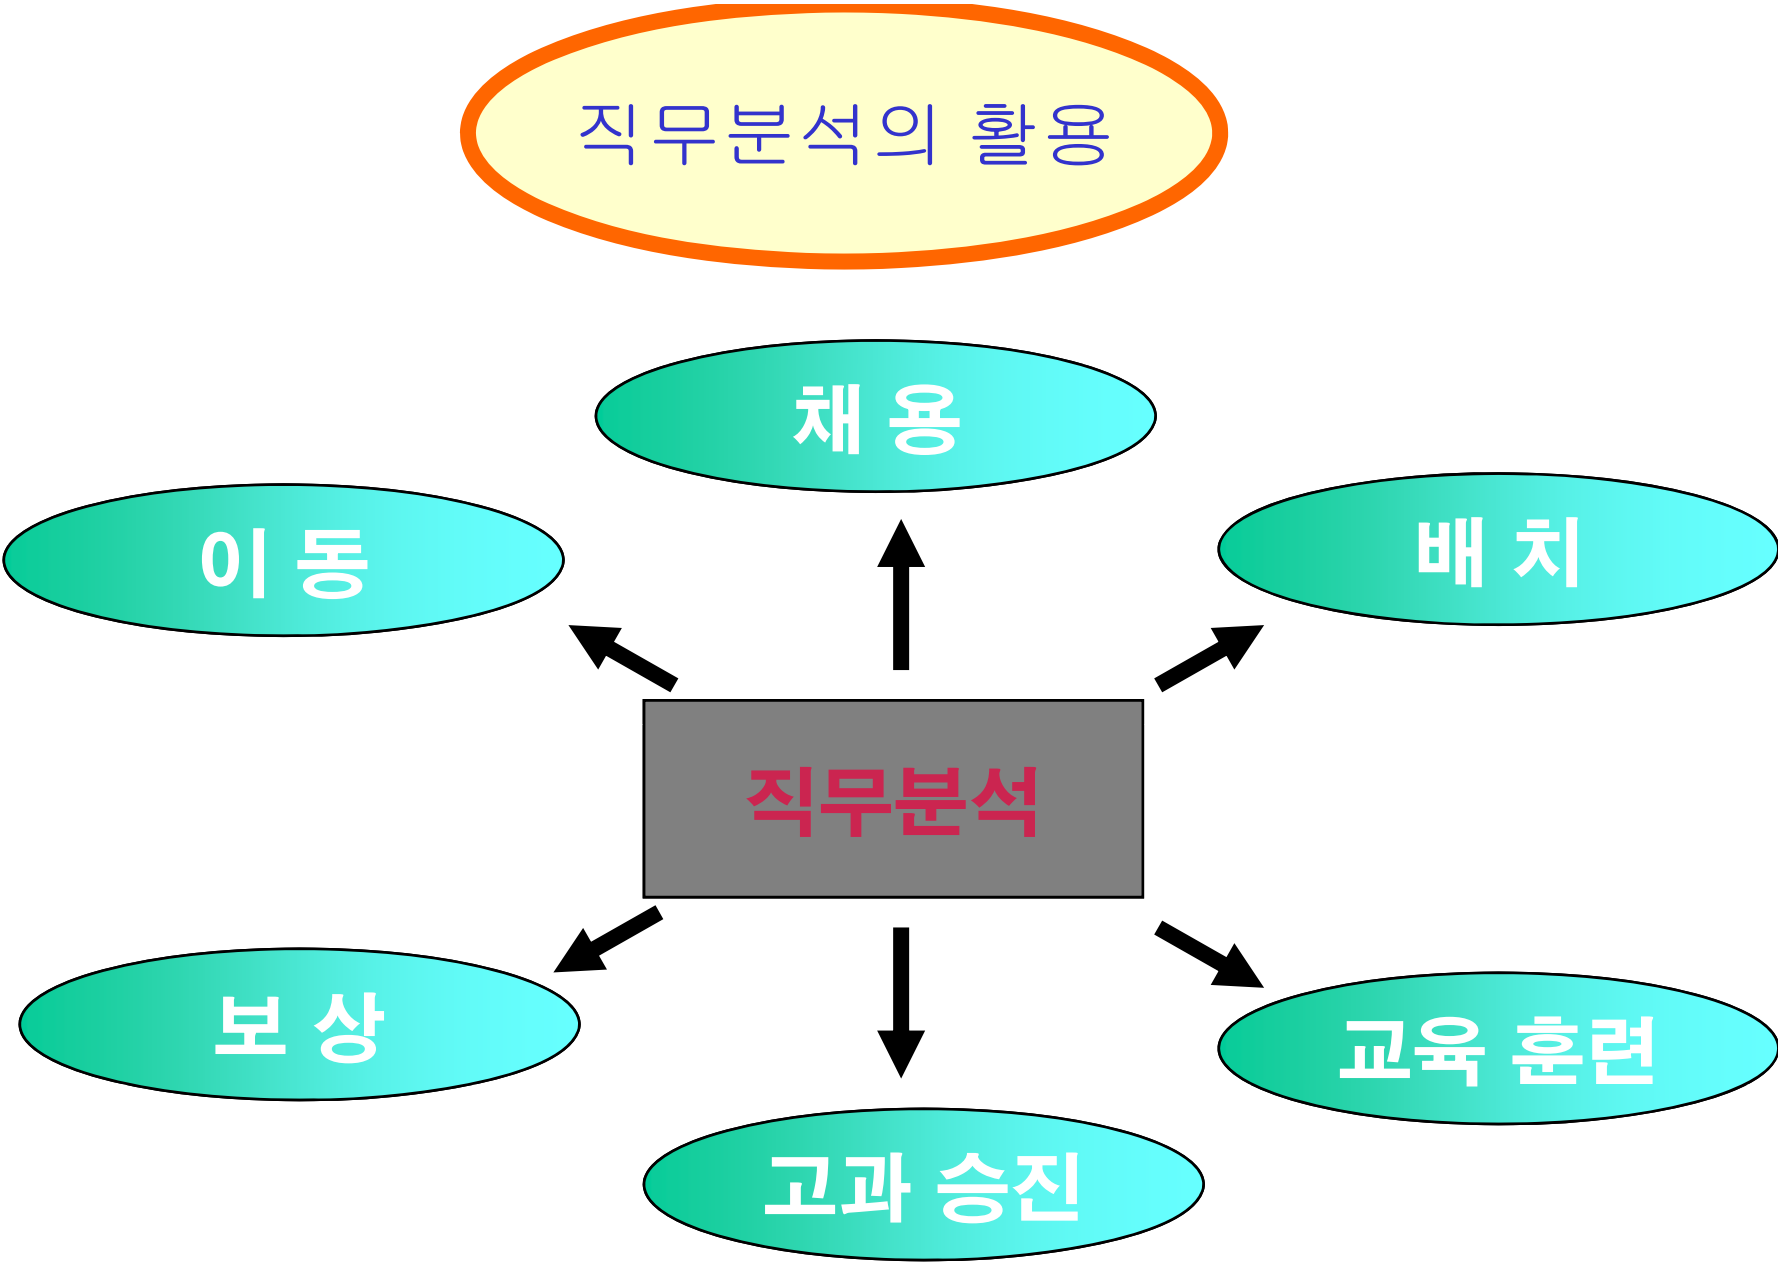 직무분석의 활용
채 용
이 동
배 치
직무분석
보 상
교육 훈련
고과 승진